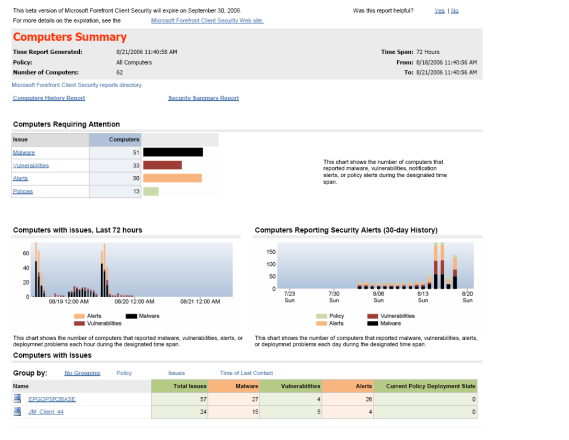 This beta version of Microsoft Forefront Client Security will expire on September 30, 2006.
Was this report helpful? Yes | No
For more details on the expiration, see the Microsoft Forefront Client Security Web site.
Computers Summary
Time Report Generated: 8/21/2006 11:40:58 AM
Time Span: 72 Hours
Policy: All Computers
From: 8/18/2006 11:40:56 AM
Number of Computers: 62
To: 8/21/2006 11:40:56 AM
Microsoft Forefront Client Security reports directory.
Computers History Report
Security Summary Report
Computers Requiring Attention
Issue Computers
Malware 51
Vulnerabilities 33
Alerts 50
Policies 13
This chart shows the number of computers that
reported malware, vulnerabilities, notification
alerts, or policy alerts during the designated time
span.
Computers with issues, Last 72 hours
60
40
20
0
08/19 12:00 AM 08/20 12:00 AM 08/21 12:00 AM
Alerts Malware
Vulnerabilities
This chart shows the number of computers that reported malware, vulnerabilities, alerts, or
deploymnet problems each hour during the designated time span.
Computers Reporting Security Alerts (30-day History)
150
100
50
0
7/23 7/30 8/06 8/13 8/20
Sun Sun Sun Sun Sun
Policy Vulnerabilities
Alerts Malware
This chart shows the number of computers that reported malware, vulnerabilities, alerts,
or deploymnet problems each day during the designated time span.
Computers with Issues
Group by: No Grouping Policy Issues Time of Last Contact
Name Total Issues Malware Vulnerabilities Alerts Current Policy Deployment State
57 27 4 26 0
JM_Client_44 24 15 5 4 0